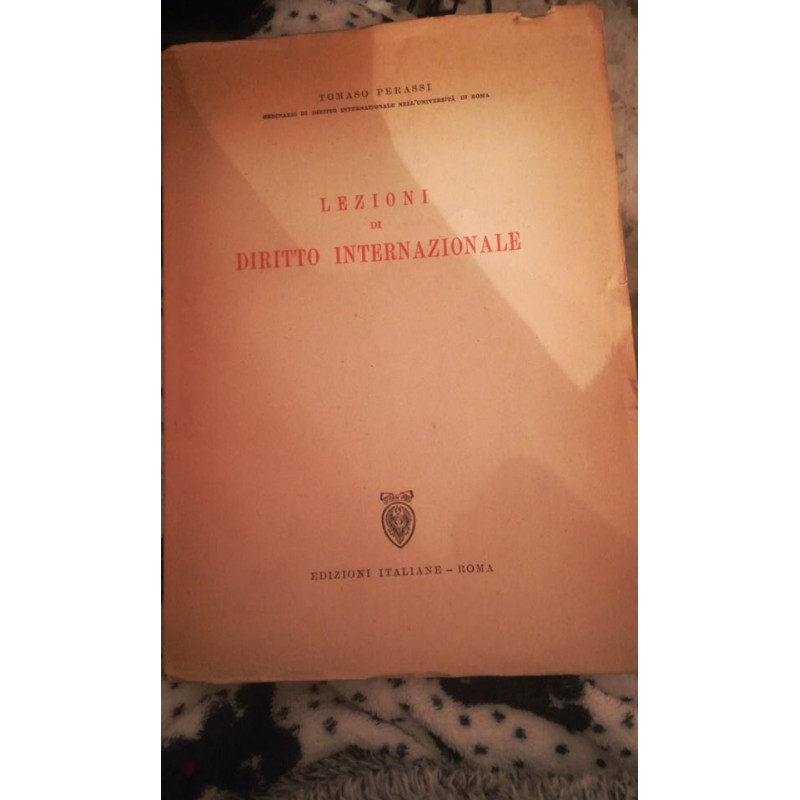 TOMASO PERASSI
ORDINARIO DI DIRITTO INTERNAZIONALE NELL'UNIVERSITÀ DI ROMA
LEZIONI
DI
DIRITTO INTERNAZIONALE
EDIZIONI ITALIANE - ROMA